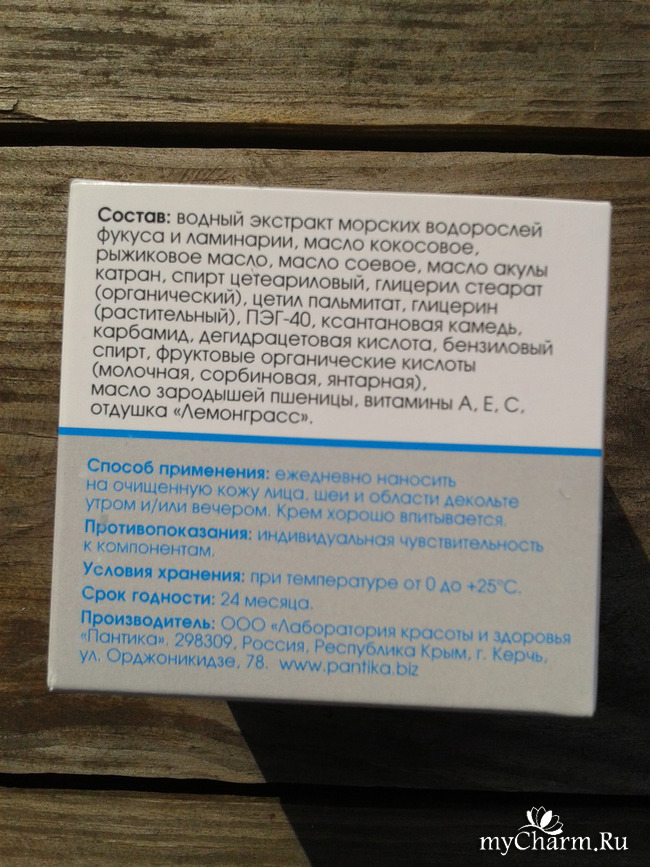 Состав: водный экстракт морских водорослей
фукуса и ламинарии, масло кокосовое,
рыжиковое масло, масло соевое, масло акулы
катран, спирт цетеариловый, глицерил стеарат
(органический), цетил пальмитат, глицерин
(растительный), ПЭГ-40, ксантановая камедь,
карбамид, дегидрацетовая кислота, бензиловый
спирт, фруктовые органические кислоты
(молочная, сорбиновая, янтарная),
масло зародышей пшеницы, витамины А, Е, С,
отдушка «Лемонграсс».
Способ применения: ежедневно наносить
на очищенную кожу лица, шеи и области декольте
утром и/или вечером. Крем хорошо впитывается.
Противопоказания: индивидуальная чувствительность
к компонентам.
Условия хранения: при температуре от 0 до +25°С.
Срок годности: 24 месяца.
Производитель: ООО «Лаборатория красоты и здоровья
«Пантика». 298309, Россия, Республика Крым, г. Керчь,
ул. Орджоникидзе, 78. www.pantika.biz
myCharm.Ru